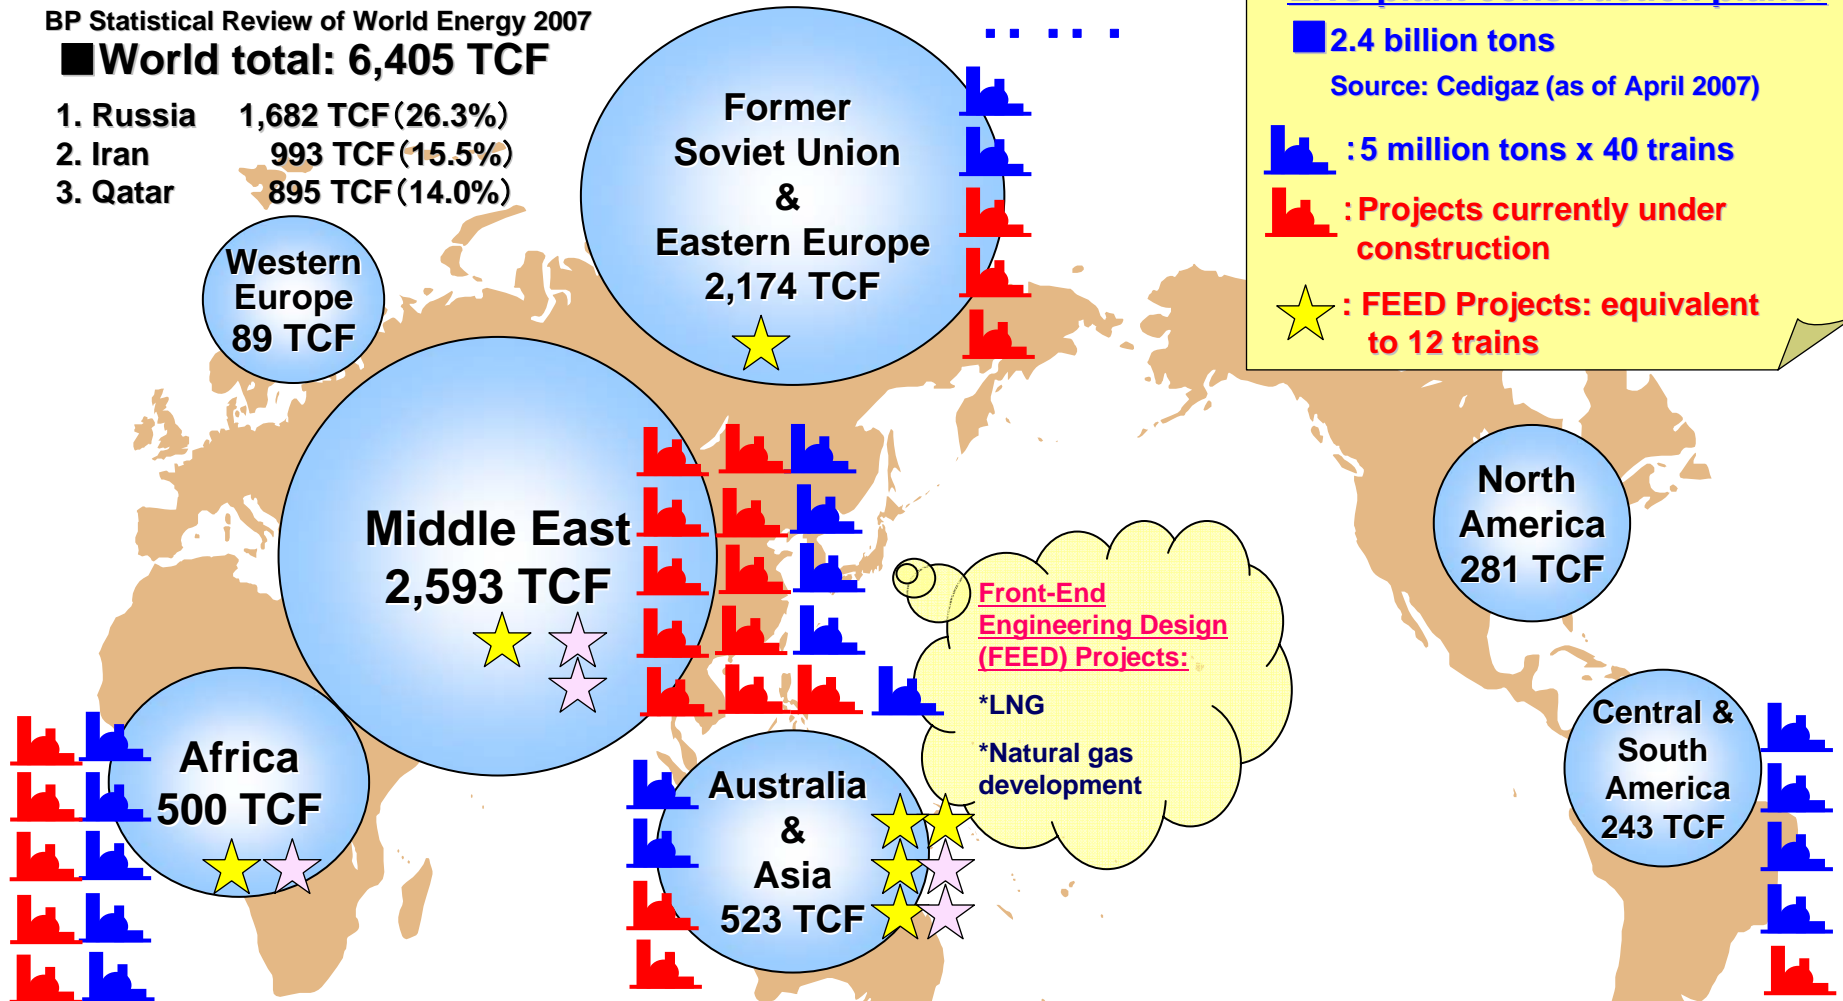 BP Statistical Review of World Energy 2007
■World total: 6,405 TCF
1. Russia 1,682 TCF(26.3%)
2. Iran 993 TCF(15.5%)
3. Qatar 895 TCF(14.0%)
Western
Europe
89 TCF
Former
Soviet Union
&
Eastern Europe
2,174 TCF
■2.4 billion tons
Source: Cedigaz (as of April 2007)
:5 million tons x 40 trains
:Projects currently under
construction
: FEED Projects: equivalent
to 12 trains
Middle East
2,593 TCF
North
America
281 TCF
Front-End
Engineering Design
(FEED) Projects:
*LNG
*Natural gas
development
Africa
500 TCF
Australia
&
Asia
523 TCF
Central &
South
America
243 TCF